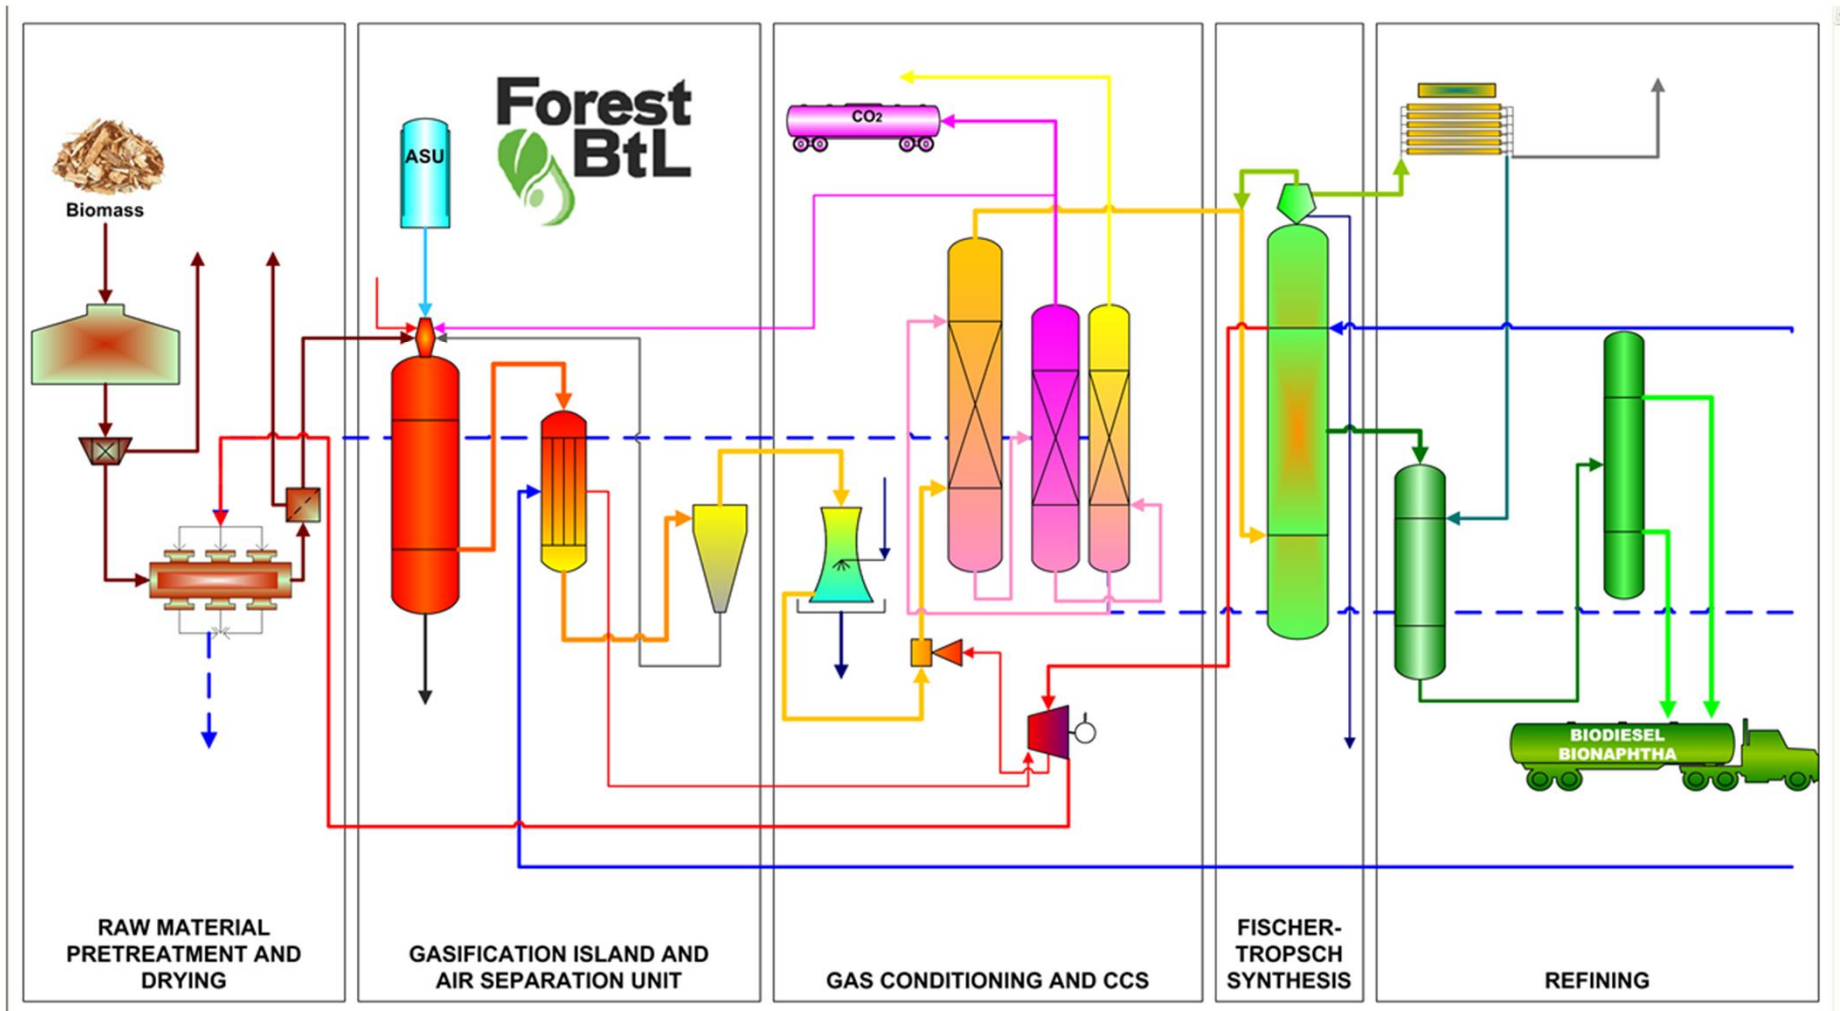 Forest
BtL
CO₂
ASU
Biomass
BIODIESEL
BIONAPHTHA
RAW MATERIAL
PRETREATMENT AND
DRYING
GASIFICATION ISLAND AND
AIR SEPARATION UNIT
GAS CONDITIONING AND CCS
FISCHER-
TROPSCH
SYNTHESIS
REFINING